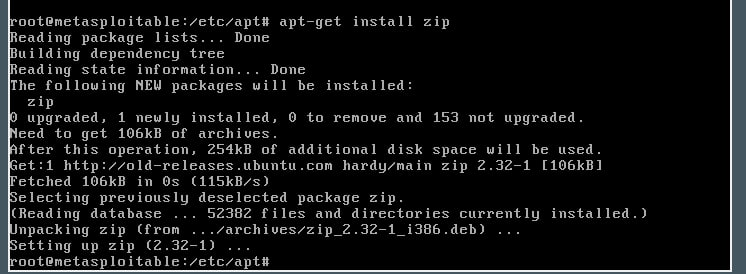 root@metasploitable:/etc/apt# apt-get install zip
Reading package lists... Done
Building dependency tree
Reading state information... Done
The following NEW packages will be installed:
  zip
0 upgraded, 1 newly installed, 0 to remove and 153 not upgraded.
Need to get 106kB of archives.
After this operation, 254kB of additional disk space will be used.
Get:1 http://old-releases.ubuntu.com hardy/main zip 2.32-1 [106kB]
Fetched 106kB in 0s (115kB/s)
Selecting previously deselected package zip.
(Reading database ... 52382 files and directories currently installed.)
Unpacking zip (from .../archives/zip_2.32-1_i386.deb) ...
Setting up zip (2.32-1) ...
root@metasploitable:/etc/apt#